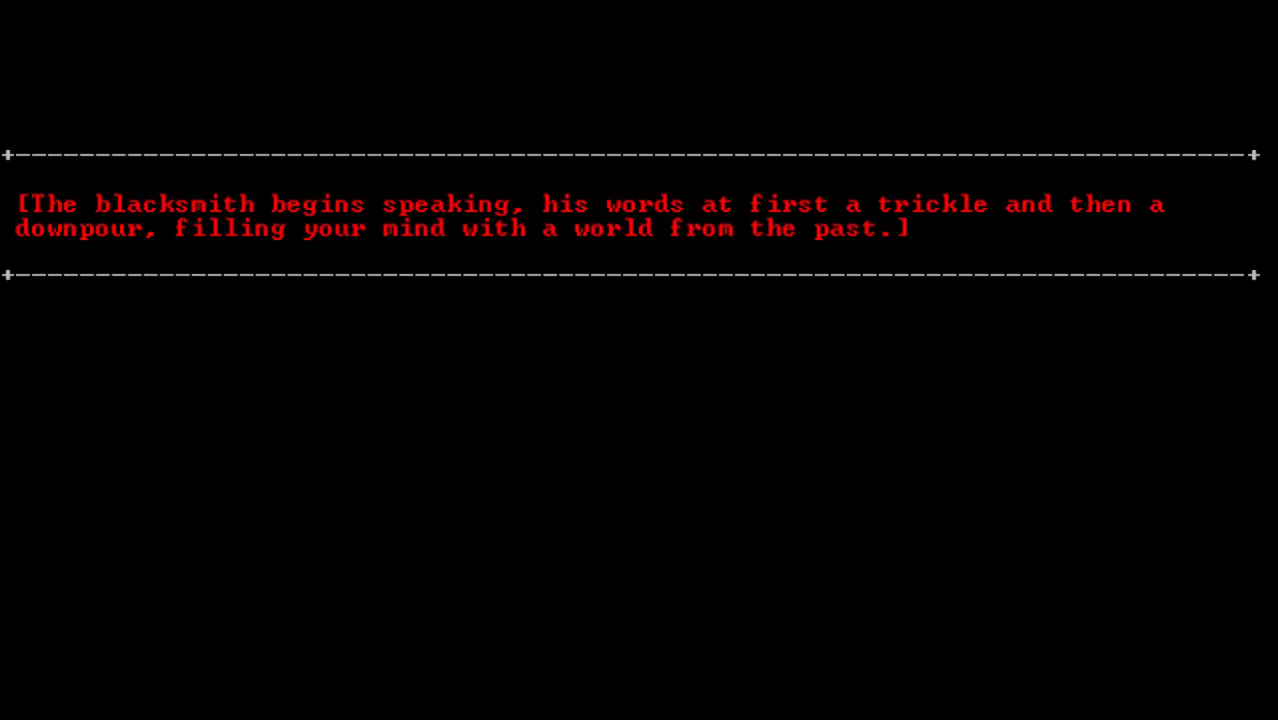 [The blacksmith begins speaking, his words at first a trickle and then a
downpour, filling your mind with a world from the past.]